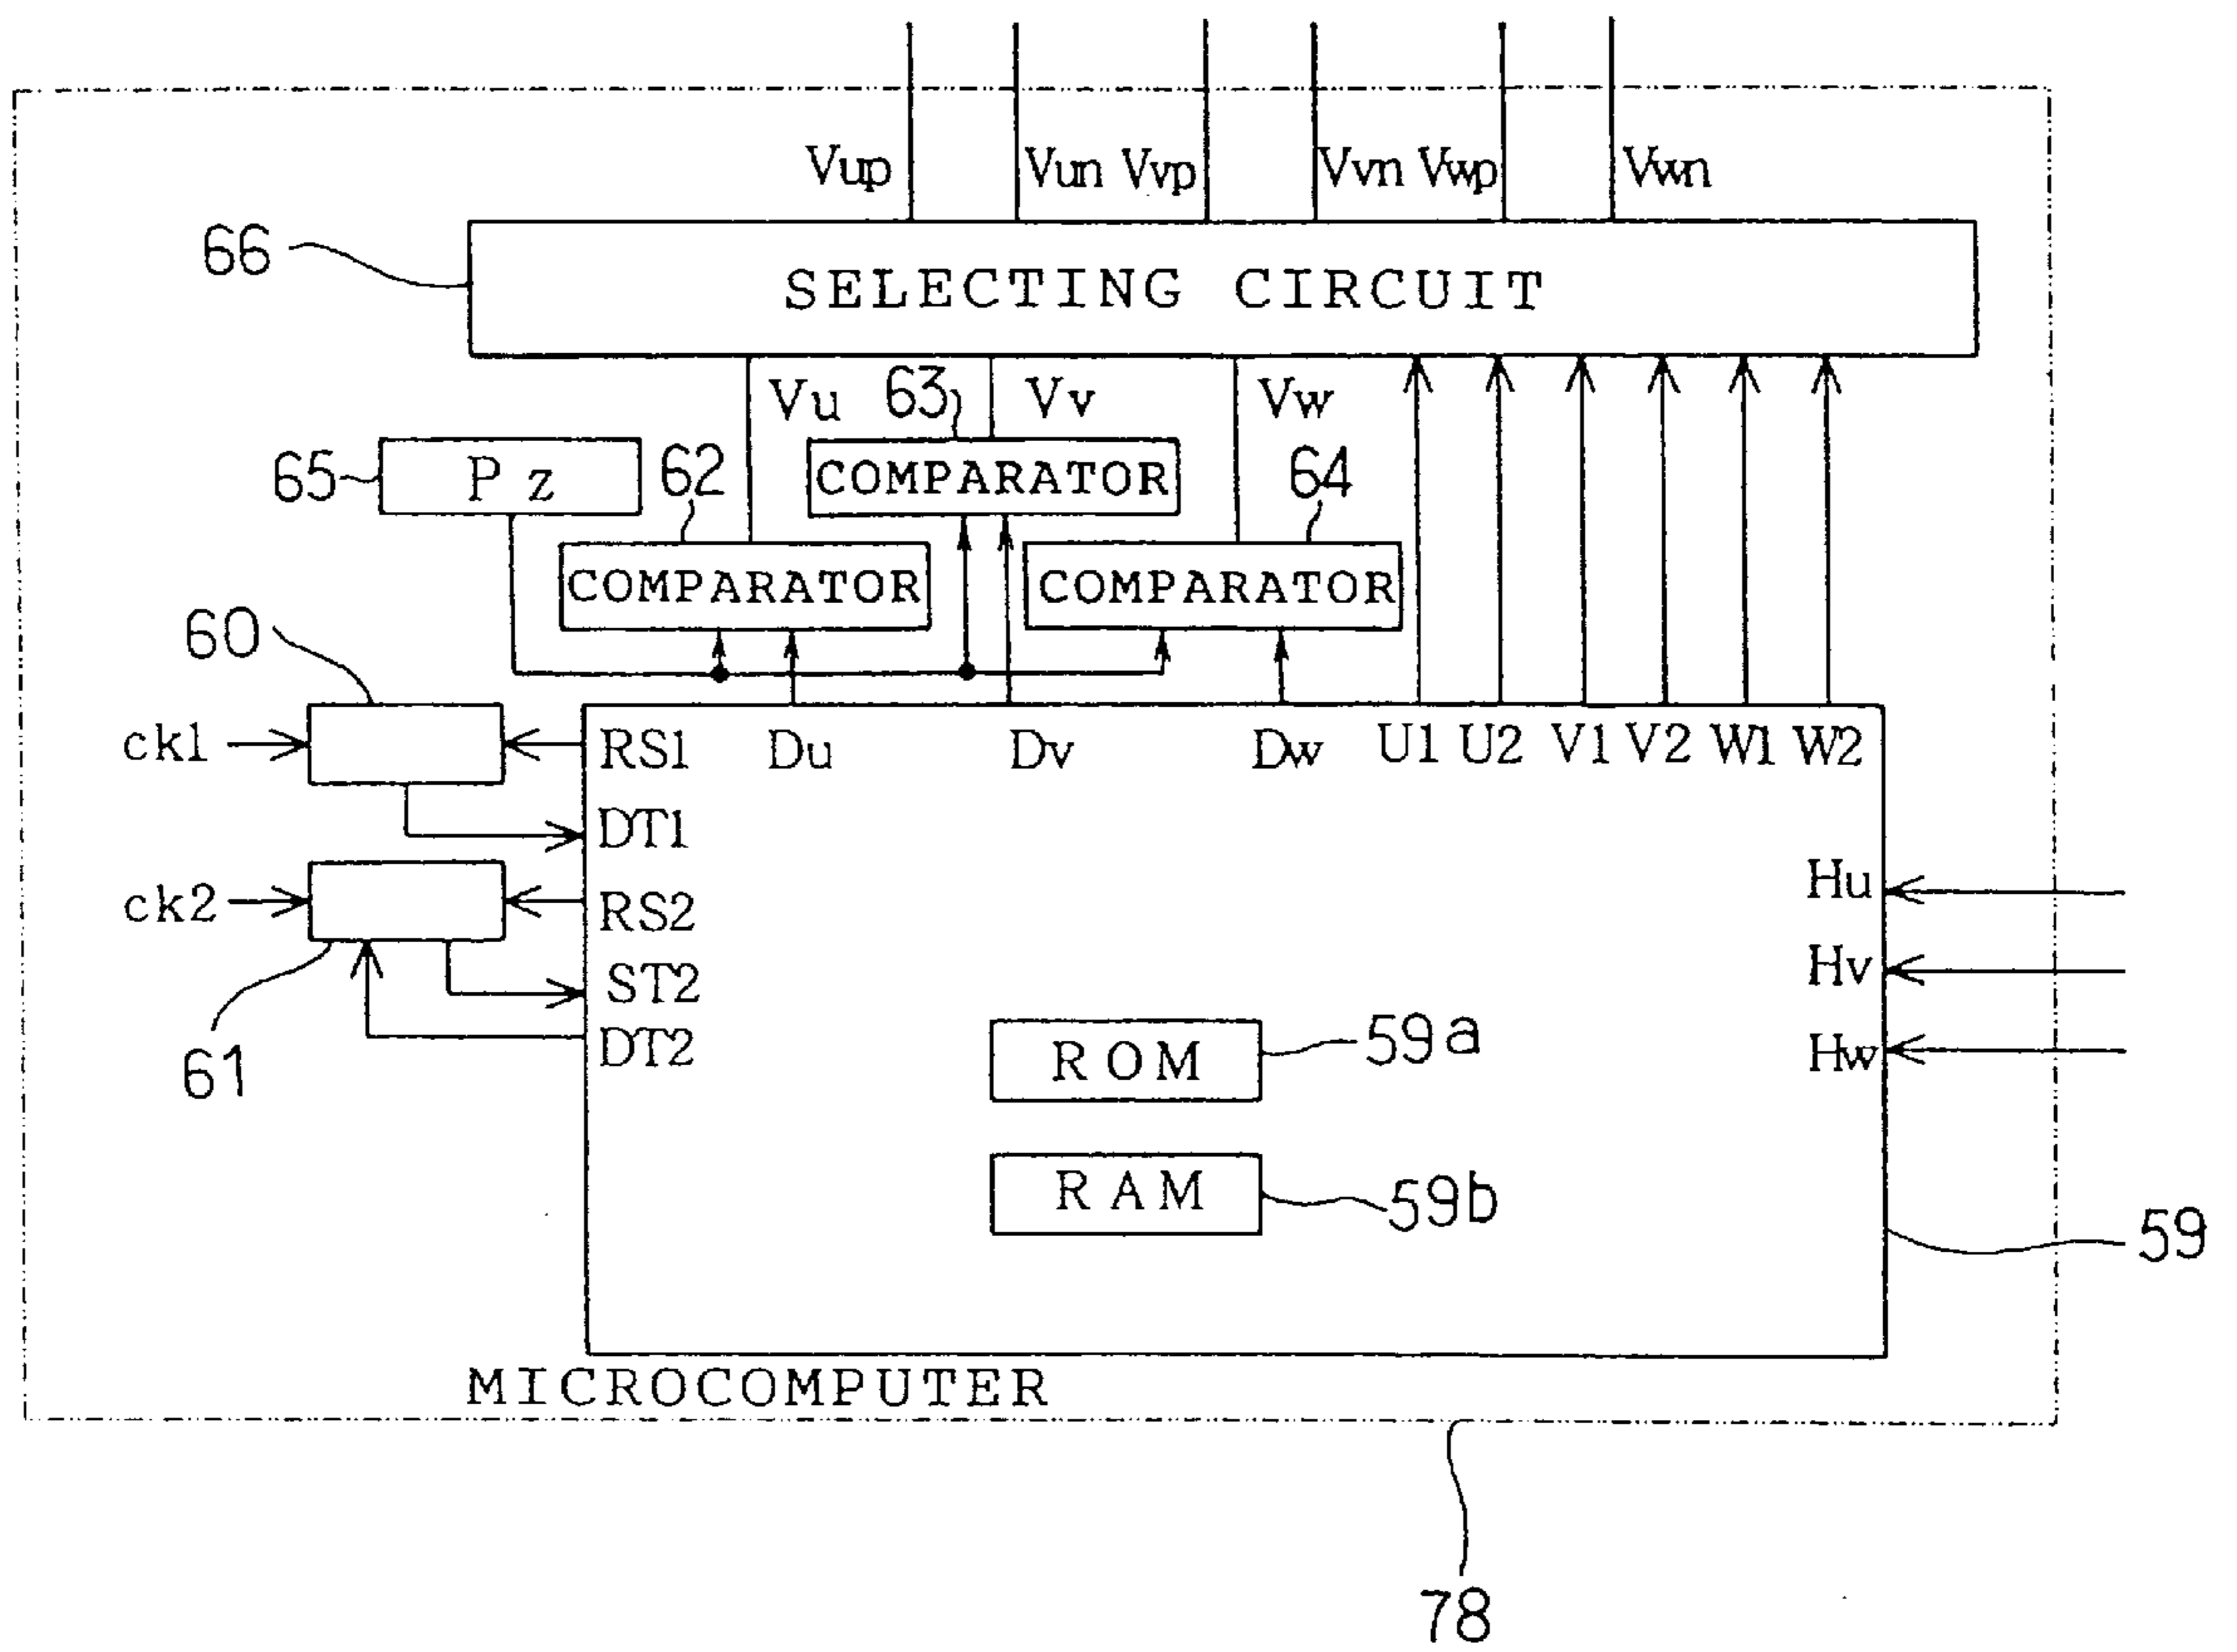 Vup Vun Vvp Vvn Vwp Vwn
66
SELECTING CIRCUIT
Vu 63 Vv Vw
65 Pz 62 COMPARATOR 64
COMPARATOR COMPARATOR
60
ck1 RS1 Du Dv Dw U1 U2 V1 V2 W1 W2
DT1
Hu
ck2 RS2
Hv
ST2
61 DT2 ROM 59a Hw
RAM 59b
59
MICROCOMPUTER
78